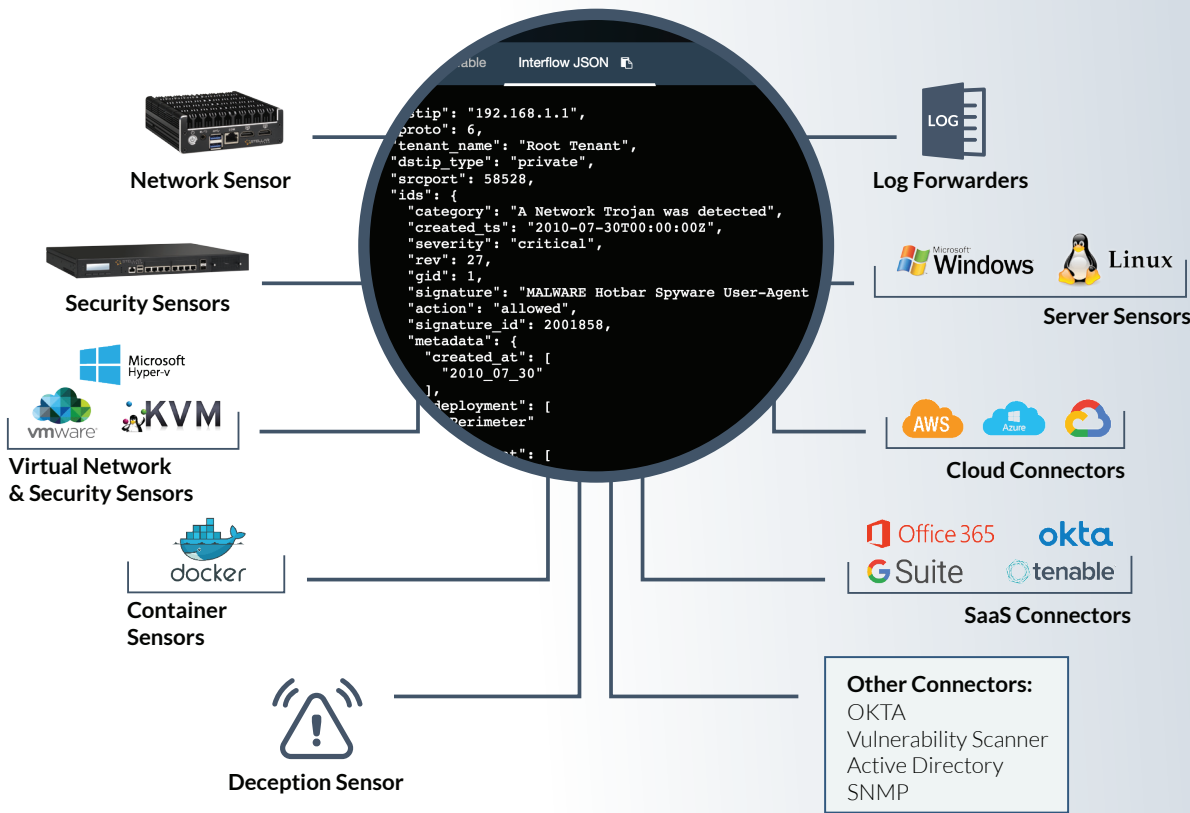 Interflow JSON
"192.168.1.1",
proto": 6,
"tenant_name": "Root Tenant",
"dstip_type": "private",
"srcport": 58528,
"ids": {
"category": "A Network Trojan was detected",
"created_ts": "2010-07-30T00:00:00Z",
"severity": "critical",
"rev": 27,
"gid": 1,
"signature": "MALWARE Hotbar Spyware User-Agent
"action": "allowed",
"signature_id": 2001858,
"metadata": {
"created_at": [
"2010_07_30"
],
deployment": [
Perimeter"
": [
Network Sensor
Security Sensors
Microsoft
Hyper-v
vmware
KVM
Virtual Network
& Security Sensors
docker
Container
Sensors
Deception Sensor
LOG
Log Forwarders
Microsoft
Windows
Linux
Server Sensors
AWS
Azure
Cloud Connectors
Office 365
okta
G Suite
tenable
SaaS Connectors
Other Connectors:
OKTA
Vulnerability Scanner
Active Directory
SNMP